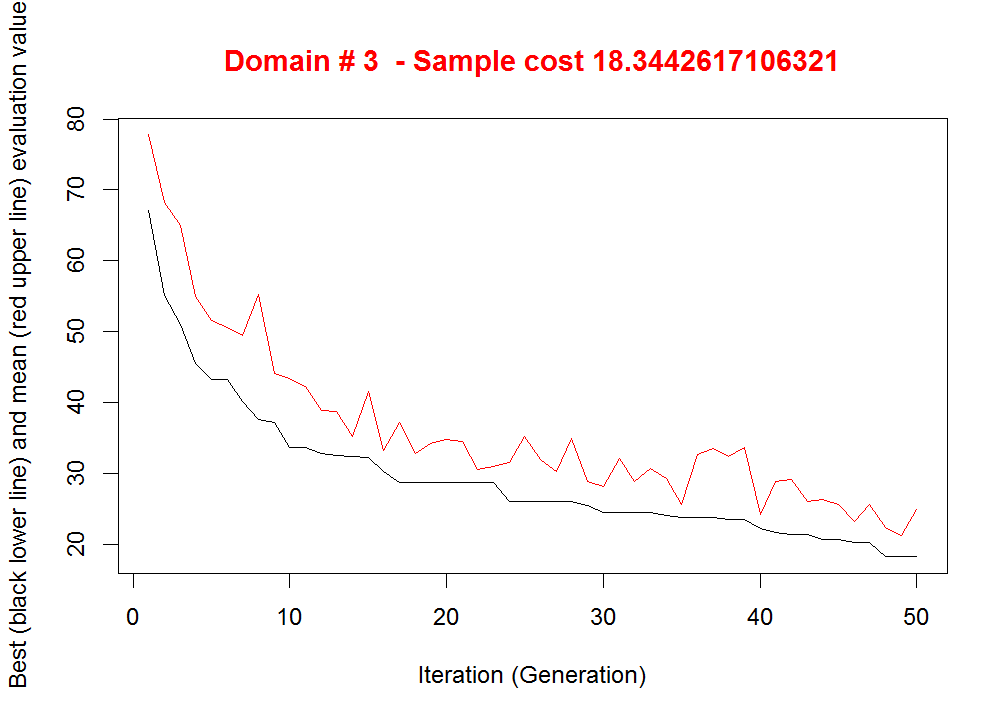 Domain # 3  - Sample cost 18.3442617106321
Best (black lower line) and mean (red upper line) evaluation value
80
70
60
50
40
30
20
0 10 20 30 40 50
Iteration (Generation)